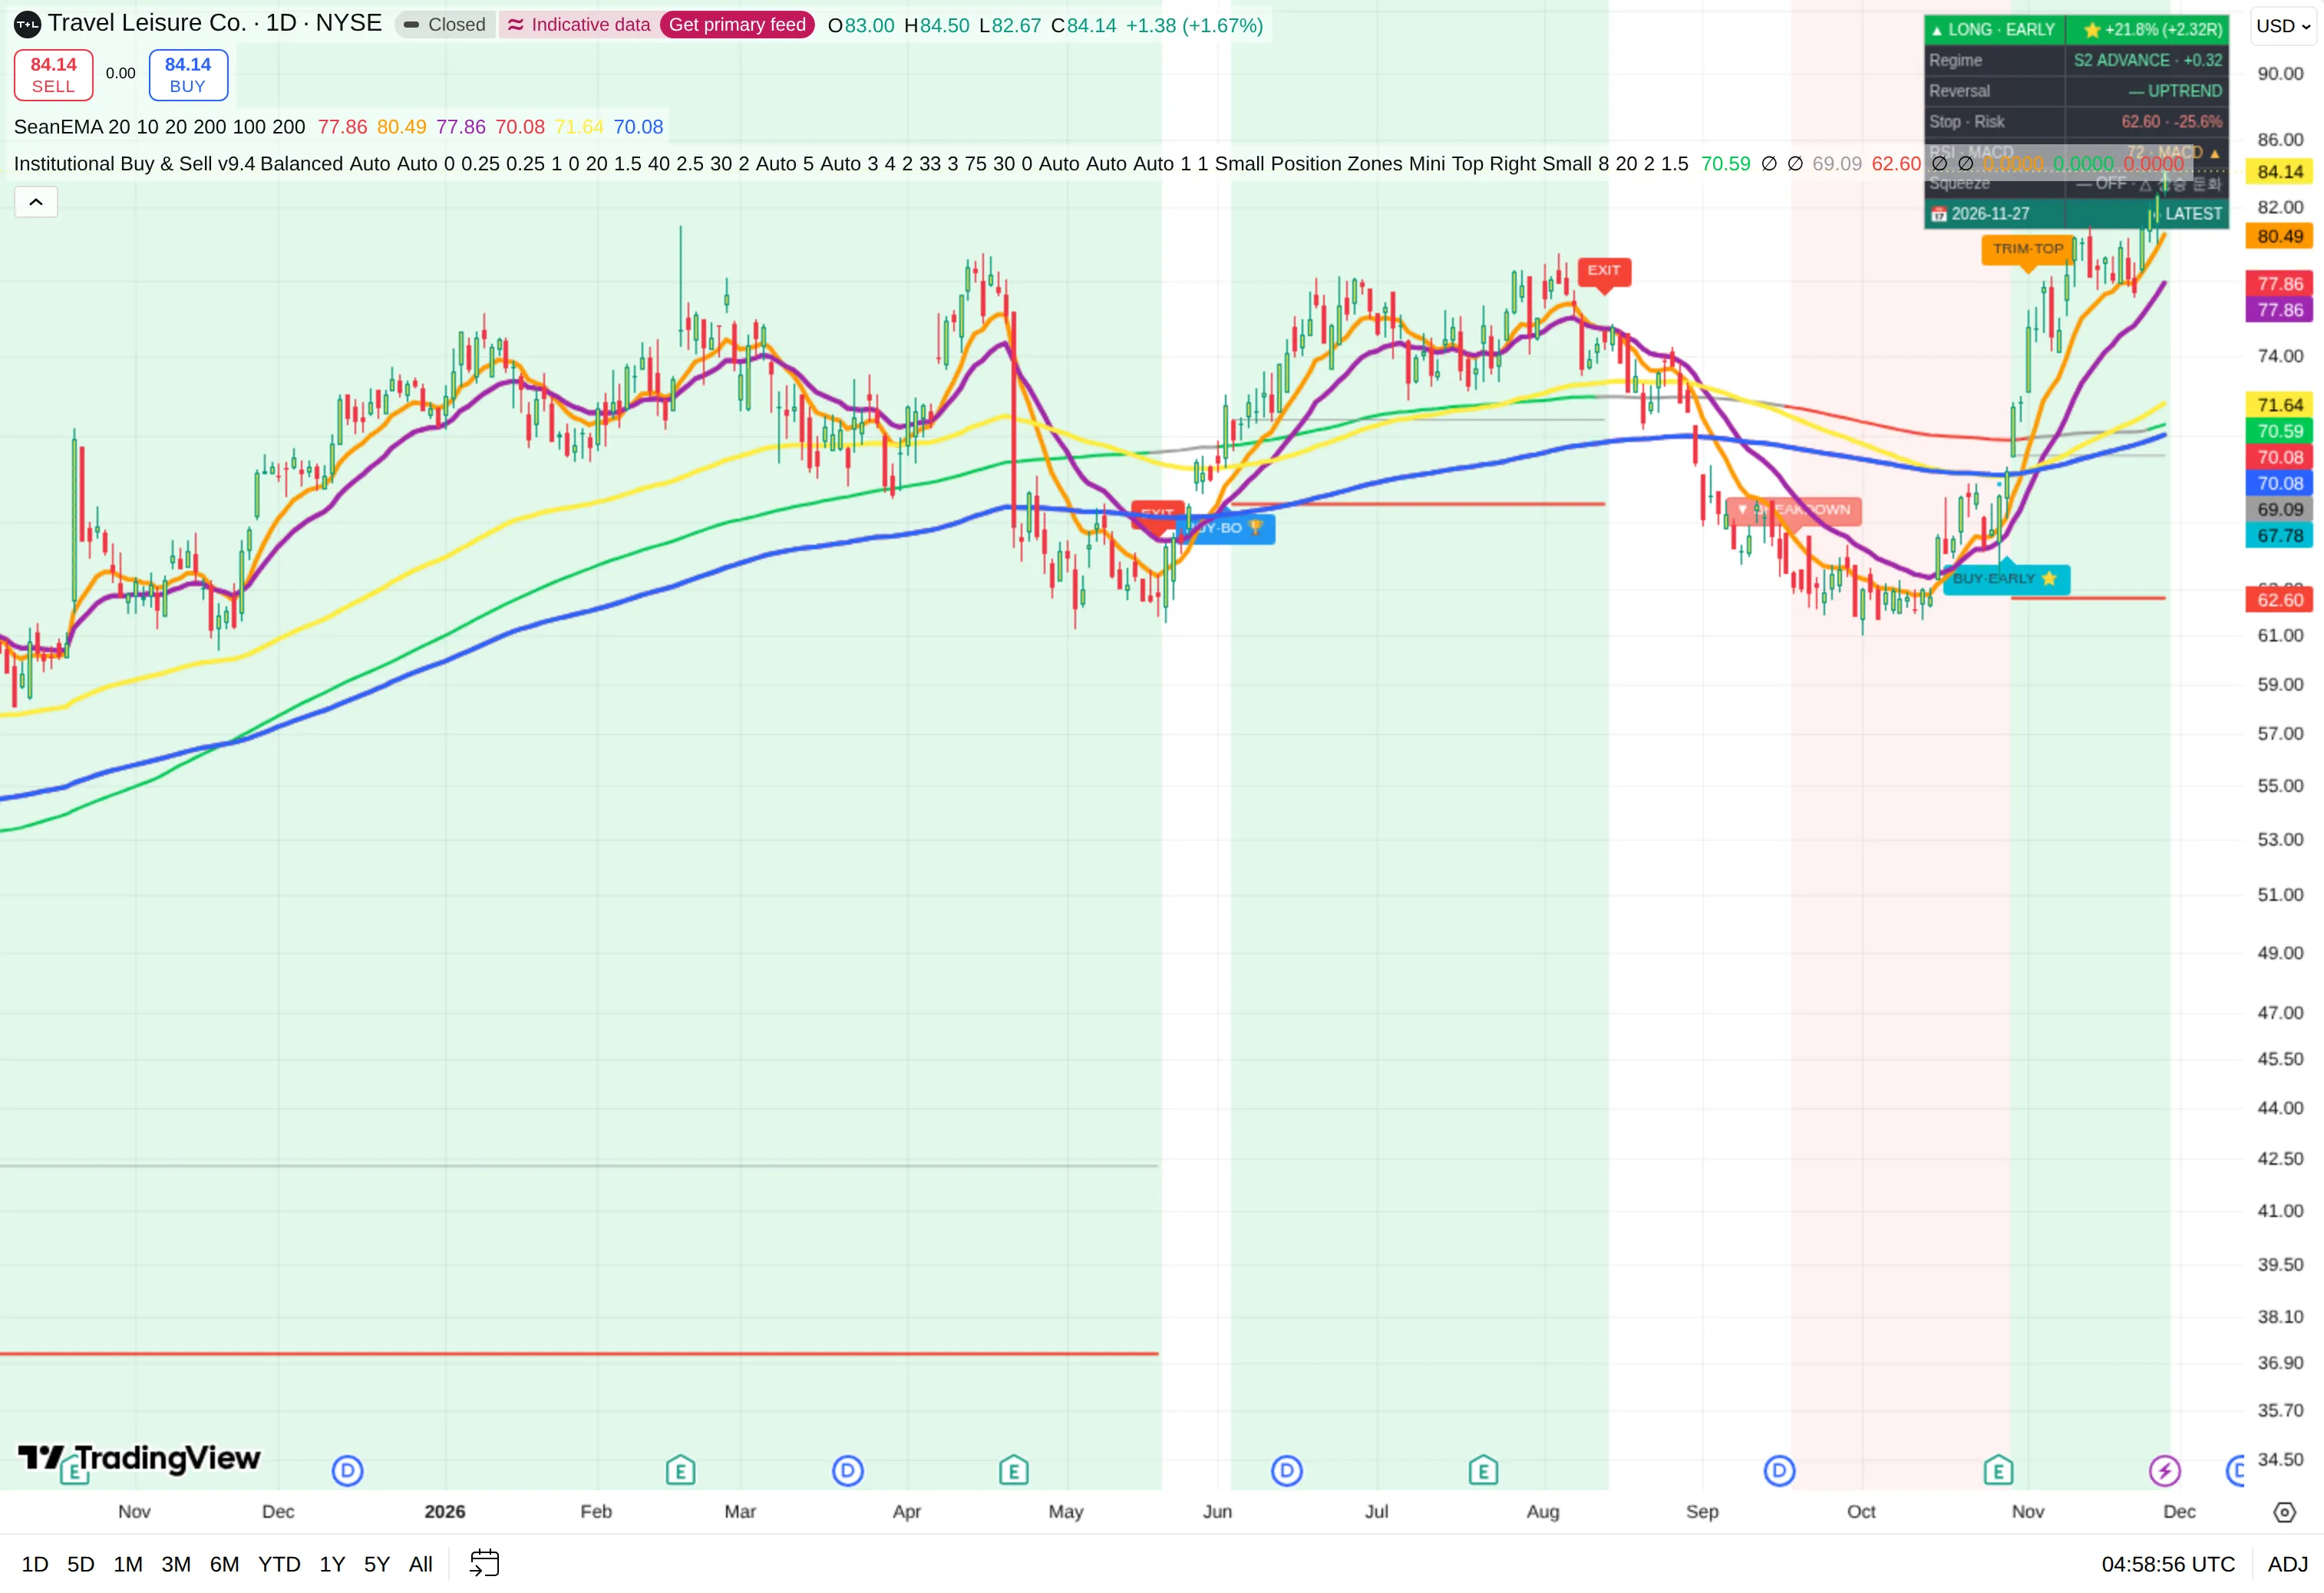 Travel Leisure Co. · 1D · NYSE Closed Indicative data Get primary feed O83.00 H84.50 L82.67 C84.14 +1.38 (+1.67%)
84.14 SELL
0.00
84.14 BUY
SeanEMA 20 10 20 200 100 200 77.86 80.49 77.86 70.08 71.64 70.08
Institutional Buy & Sell v9.4 Balanced Auto Auto 0 0.25 0.25 1 0 20 1.5 40 2.5 30 2 Auto 5 Auto 3 4 2 33 3 75 30 0 Auto Auto Auto 1 1 Small Position Zones Mini Top Right Small 8 20 2 1.5 70.59 ∅ ∅ 69.09 62.60 ∅ ∅ 0.0000 0.0000 0.0000
▲ LONG · EARLY ⭐ +21.8% (+2.32R)
Regime S2 ADVANCE · +0.32
Reversal — UPTREND
Stop · Risk 62.60 · -25.6%
RSI · MACD 72 · MACD ▲
Squeeze — OFF · △
2026-11-27 LATEST
USD
90.00
86.00
84.14
82.00
80.49
77.86
77.86
74.00
71.64
70.59
70.08
70.08
69.09
67.78
62.60
61.00
59.00
57.00
55.00
53.00
51.00
49.00
47.00
45.50
44.00
42.50
41.00
39.50
38.10
36.90
35.70
34.50
TRIM·TOP
EXIT
EXIT
BO 🏆
BUY·EARLY ⭐
TradingView
E D E D E D E D E
Nov Dec 2026 Feb Mar Apr May Jun Jul Aug Sep Oct Nov Dec
1D 5D 1M 3M 6M YTD 1Y 5Y All
04:58:56 UTC ADJ